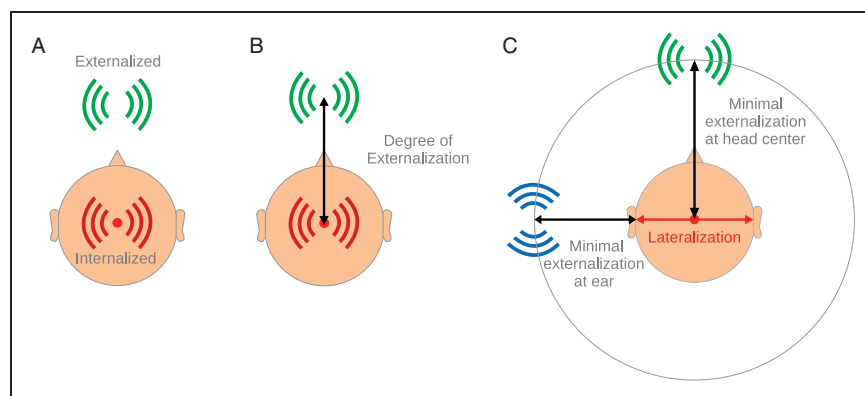 A
Externalized
Internalized
B
Degree of
Externalization
C
Minimal
externalization
at head center
Lateralization
Minimal
externalization
at ear